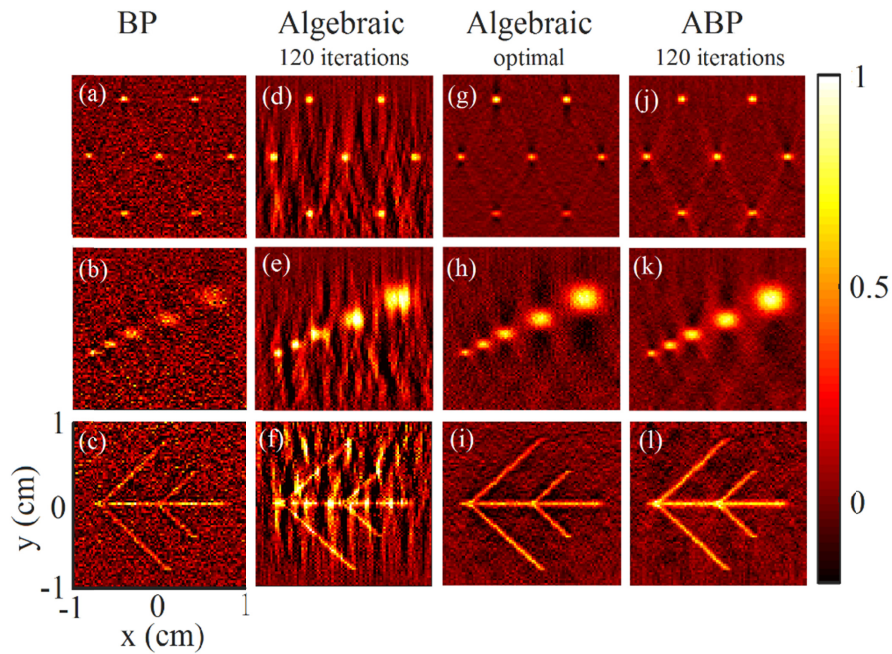 BP Algebraic Algebraic ABP
120 iterations optimal 120 iterations
(a) (d) (g) (j)
1
(b) (e) (h) (k)
0.5
1
(c) (f) (i) (l)
0
0
y (cm)
-1
-1 0 1
x (cm)